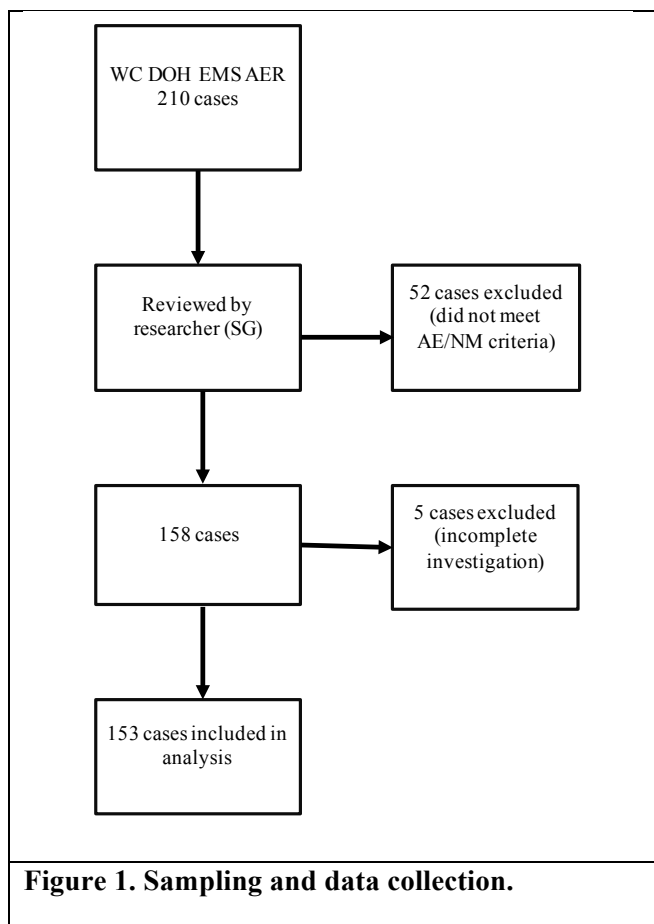 WC DOH EMS AER
210 cases
Reviewed by
researcher (SG)
52 cases excluded
(did not meet
AE/NM criteria)
158 cases
5 cases excluded
(incomplete
investigation)
153 cases included in
analysis
Figure 1. Sampling and data collection.